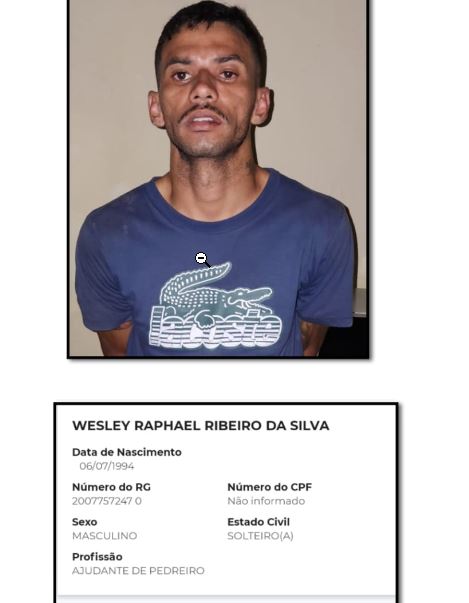 WESLEY RAPHAEL RIBEIRO DA SILVA
Data de Nascimento
06/07/1994
Número do RG Número do CPF
2007757247 0 Não informado
Sexo Estado Civil
MASCULINO SOLTEIRO(A)
Profissão
AJUDANTE DE PEDREIRO